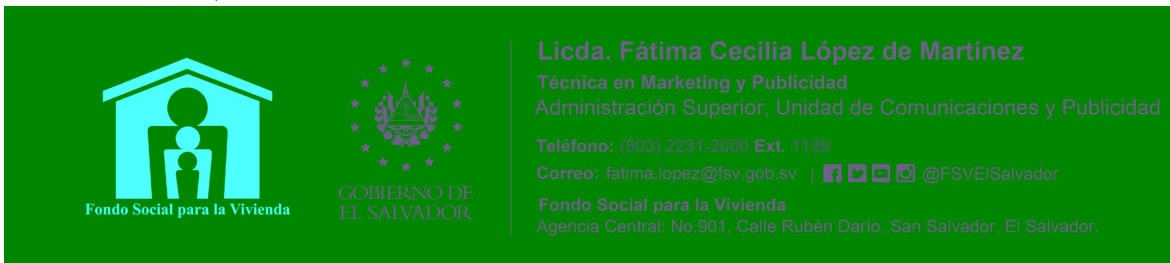 Fondo Social para la Vivienda
GOBIERNO DE
EL SALVADOR
Licda. Fátima Cecilia López de Martínez
Técnica en Marketing y Publicidad
Administración Superior, Unidad de Comunicaciones y Publicidad
Teléfono: (503) 2231-2000 Ext. 1139
Correo: fatima.lopez@fsv.gob.sv | @FSVElSalvador
Fondo Social para la Vivienda
Agencia Central: No.901, Calle Rubén Darío, San Salvador, El Salvador.